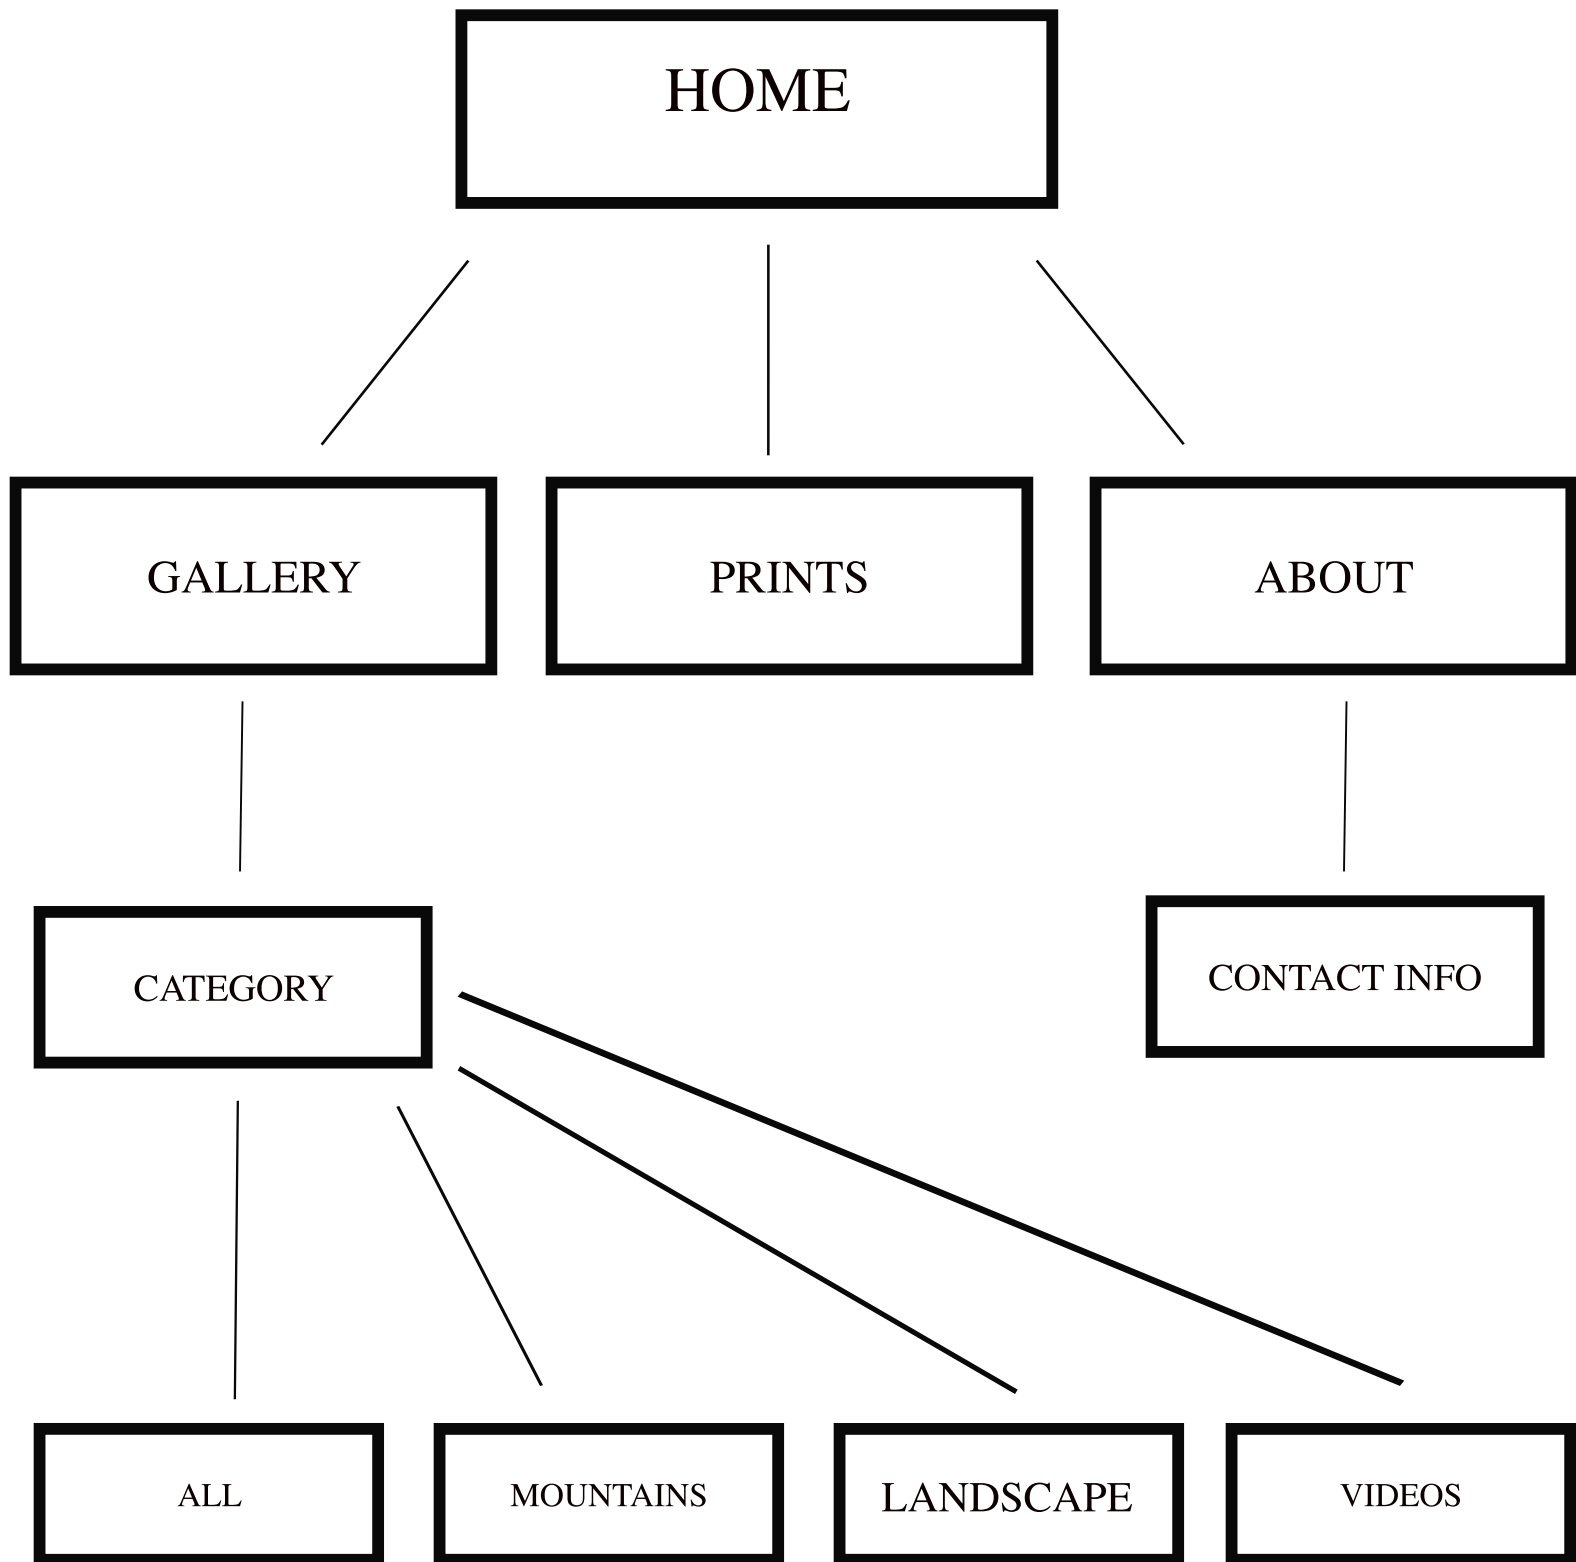 HOME
GALLERY
PRINTS
ABOUT
CATEGORY
CONTACT INFO
ALL
MOUNTAINS
LANDSCAPE
VIDEOS